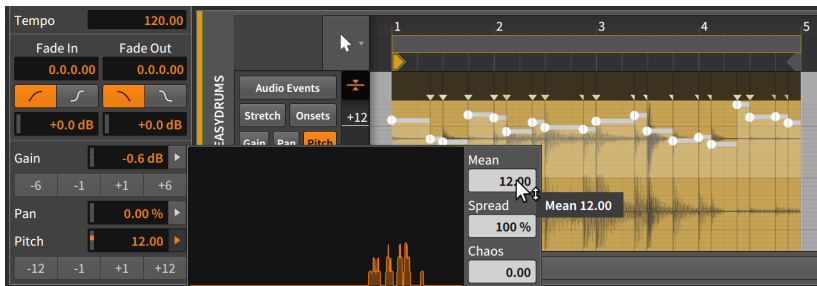 Tempo 120.00
Fade In Fade Out
0.0.0.00 0.0.0.00
+0.0 dB +0.0 dB
Gain -0.6 dB
-6 -1 +1 +6
Pan 0.00 %
Pitch 12.00
-12 -1 +1 +12
EASYDRUMS
Audio Events
Stretch Onsets
Gain Pan Pitch
+12
1 2 3 4 5
Mean
12.00
Mean 12.00
Spread
100 %
Chaos
0.00